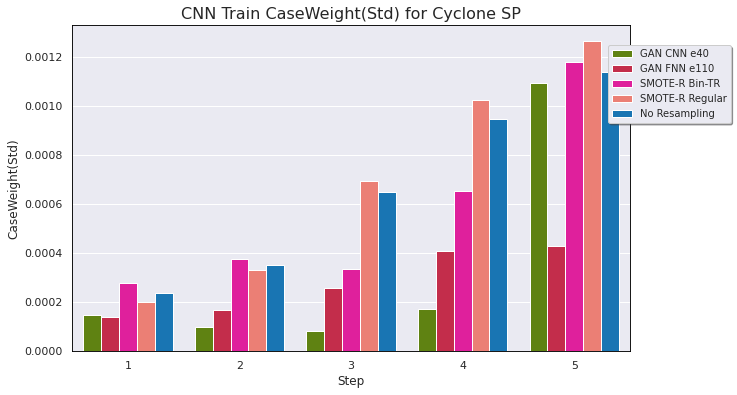 CNN Train CaseWeight(Std) for Cyclone SP
GAN CNN e40
GAN FNN e110
SMOTE-R Bin-TR
SMOTE-R Regular
No Resampling
CaseWeight(Std)
0.0012
0.0010
0.0008
0.0006
0.0004
0.0002
0.0000
1 2 3 4 5
Step